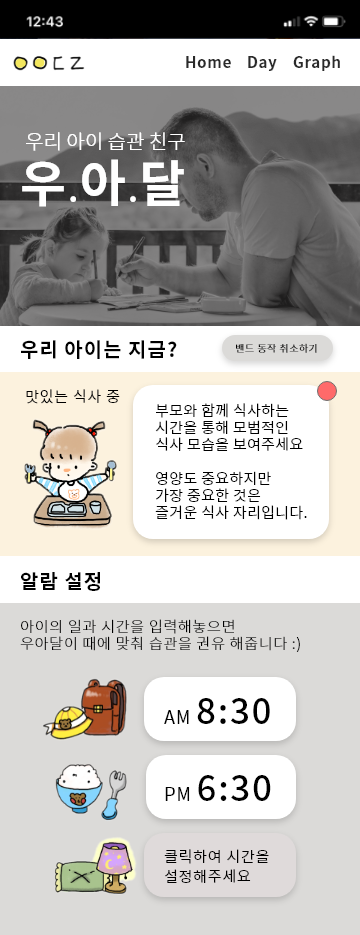 12:43
Home Day Graph
우리 아이 습관 친구
우.아.달
우리 아이는 지금?
밴드 동작 취소하기
맛있는 식사 중
부모와 함께 식사하는
시간을 통해 모범적인
식사 모습을 보여주세요
영양도 중요하지만
가장 중요한 것은
즐거운 식사 자리입니다.
알람 설정
아이의 일과 시간을 입력해놓으면
우아달이 때에 맞춰 습관을 권유 해줍니다 :)
AM 8:30
PM 6:30
클릭하여 시간을
설정해주세요